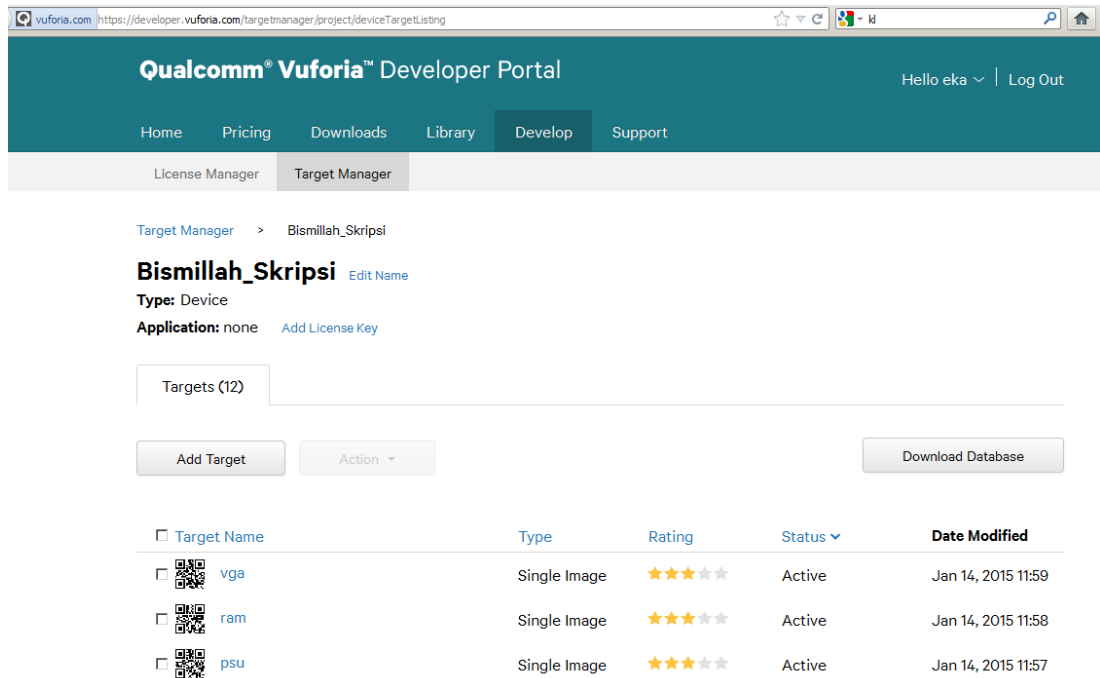 vuforia.com https://developer.vuforia.com/targetmanager/project/deviceTargetListing kl
Qualcomm® Vuforia™ Developer Portal
Hello eka Log Out
Home Pricing Downloads Library Develop Support
License Manager Target Manager
Target Manager > Bismillah_Skripsi
Bismillah_Skripsi Edit Name
Type: Device
Application: none Add License Key
Targets (12)
Add Target Action Download Database
Target Name Type Rating Status Date Modified
vga Single Image Active Jan 14, 2015 11:59
ram Single Image Active Jan 14, 2015 11:58
psu Single Image Active Jan 14, 2015 11:57